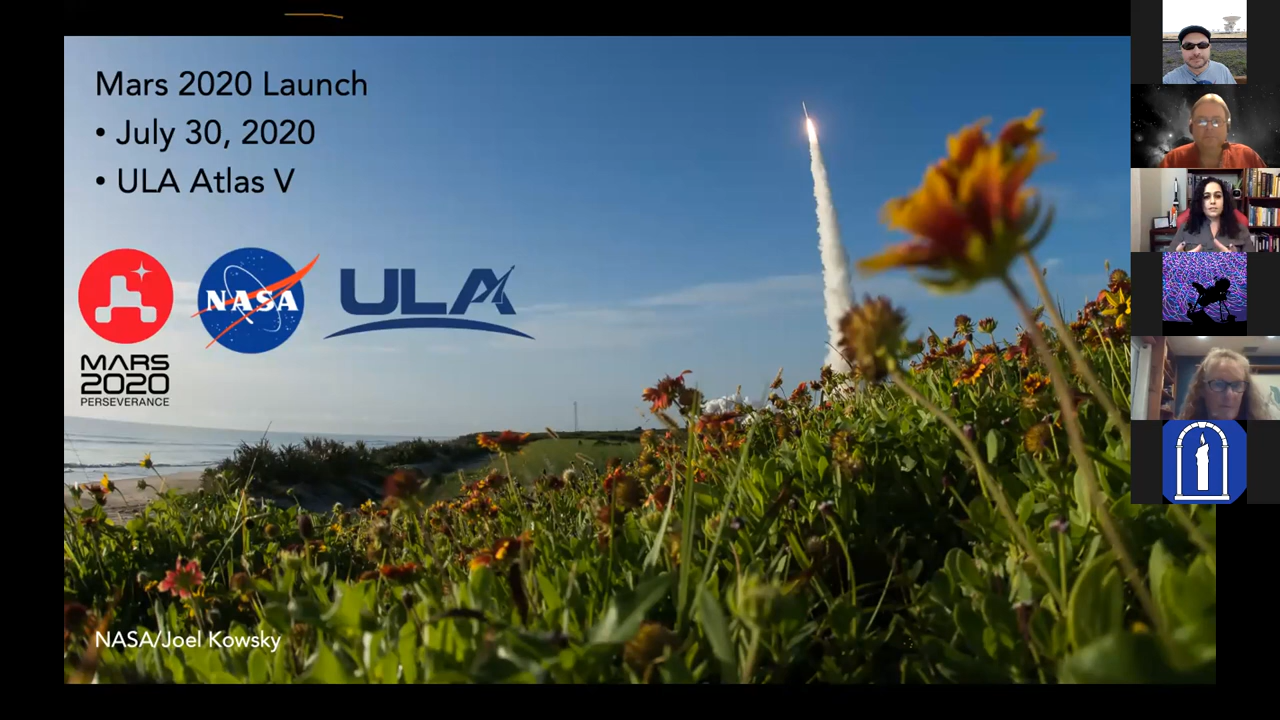 Mars 2020 Launch
• July 30, 2020
• ULA Atlas V
NASA
ULA
MARS
2020
PERSEVERANCE
NASA/Joel Kowsky